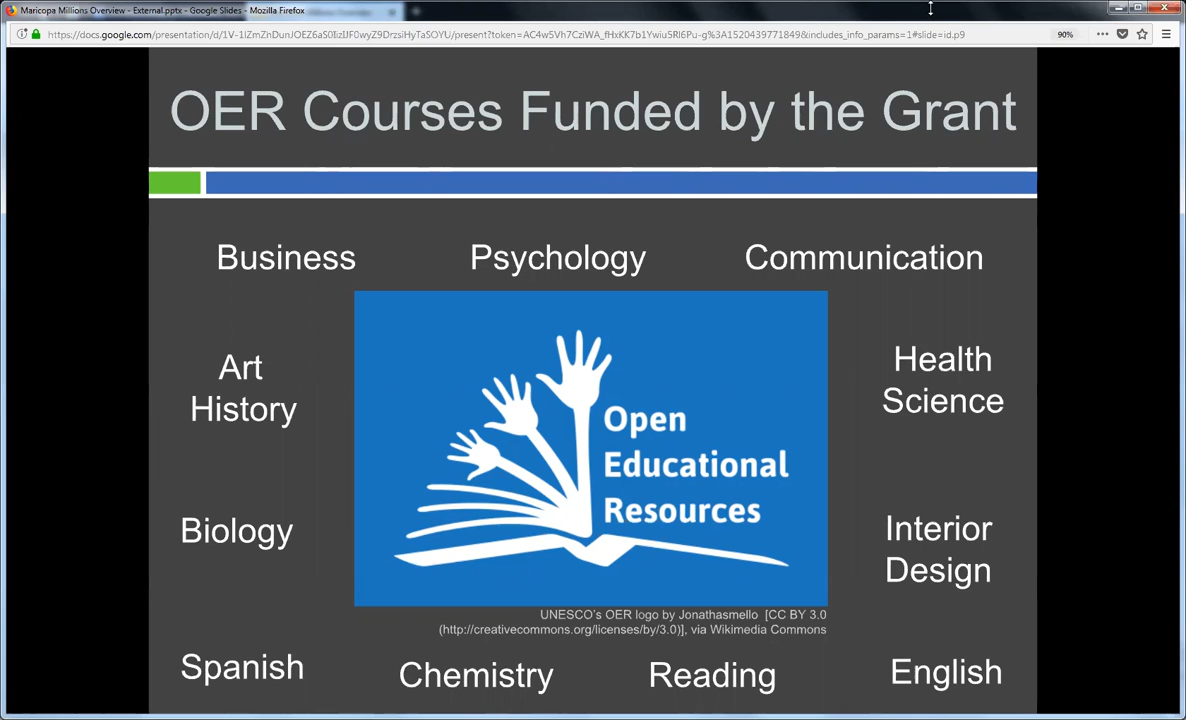 Maricopa Millions Overview - External.pptx - Google Slides - Mozilla Firefox
90%
OER Courses Funded by the Grant
Business
Psychology
Communication
Art
History
Health
Science
Open
Educational
Resources
Biology
Interior
Design
UNESCO's OER logo by Jonathasmello [CC BY 3.0
(http://creativecommons.org/licenses/by/3.0)], via Wikimedia Commons
Spanish
Chemistry
Reading
English